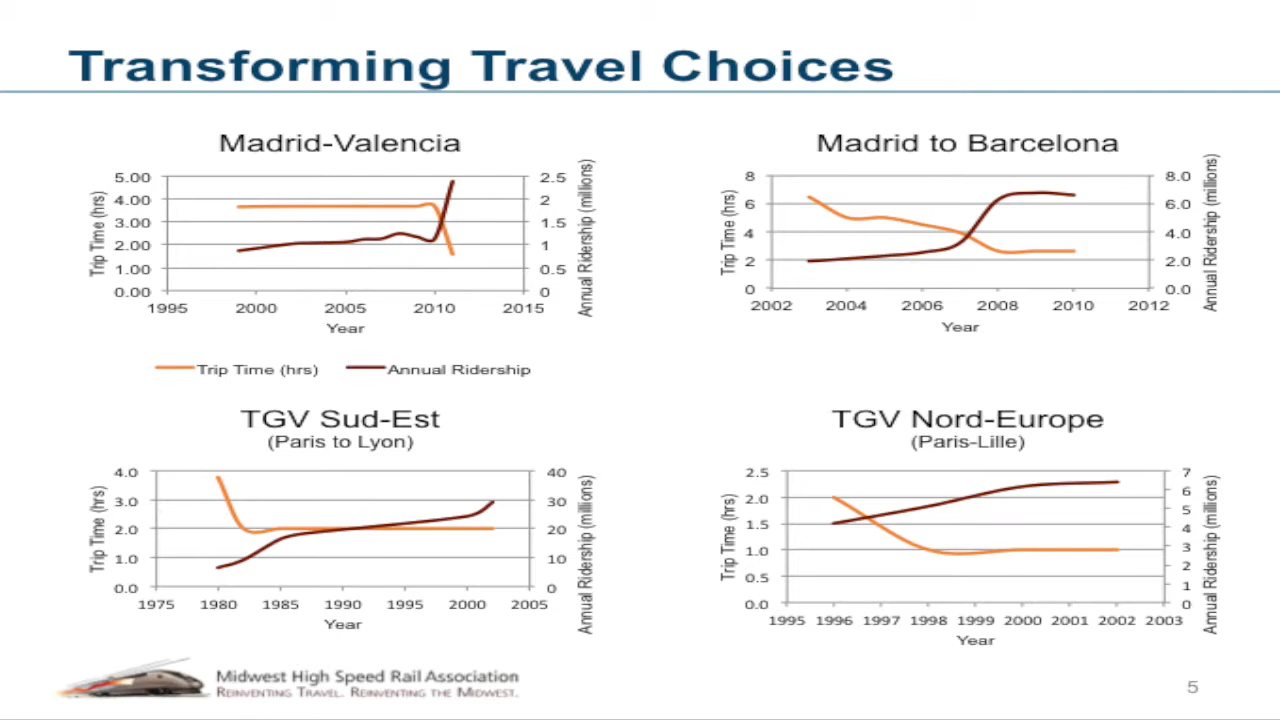 Transforming Travel Choices
Madrid-Valencia
5.00
4.00
3.00
2.00
1.00
0.00
Trip Time (hrs)
2.5
2
1.5
1
0.5
0
Annual Ridership (millions)
1995 2000 2005 2010 2015
Year
Trip Time (hrs) Annual Ridership
Madrid to Barcelona
8
6
4
2
0
Trip Time (hrs)
8.0
6.0
4.0
2.0
0.0
Annual Ridership (millions)
2002 2004 2006 2008 2010 2012
Year
TGV Sud-Est
(Paris to Lyon)
4.0
3.0
2.0
1.0
0.0
Trip Time (hrs)
40
30
20
10
0
Annual Ridership (millions)
1975 1980 1985 1990 1995 2000 2005
Year
TGV Nord-Europe
(Paris-Lille)
2.5
2.0
1.5
1.0
0.5
0.0
Trip Time (hrs)
7
6
5
4
3
2
1
0
Annual Ridership (millions)
1995 1996 1997 1998 1999 2000 2001 2002 2003
Year
Midwest High Speed Rail Association
REINVENTING TRAVEL. REINVENTING THE MIDWEST.
5